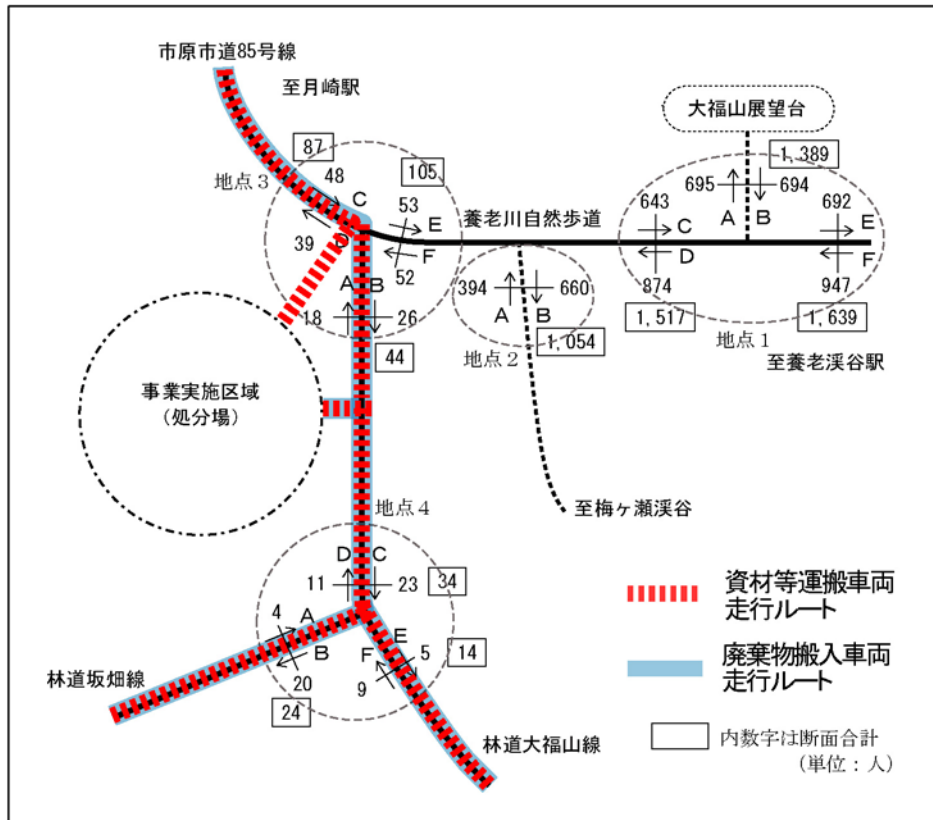 市原市道85号線
至月崎駅
大福山展望台
87
48
地点3
C
D
39
105
53
E
F
52
A B
18
26
44
養老川自然歩道
394
660
A B
1,054
地点2
1,389
695
694
A B
643
C
D
874
1,517
692
E
F
947
1,639
地点1
至養老渓谷駅
事業実施区域
(処分場)
至梅ヶ瀬渓谷
地点4
D C
11
23
34
4
A
B
20
24
E
F
5
9
14
林道坂畑線
林道大福山線
資材等運搬車両
走行ルート
廃棄物搬入車両
走行ルート
内数字は断面合計
(単位:人)